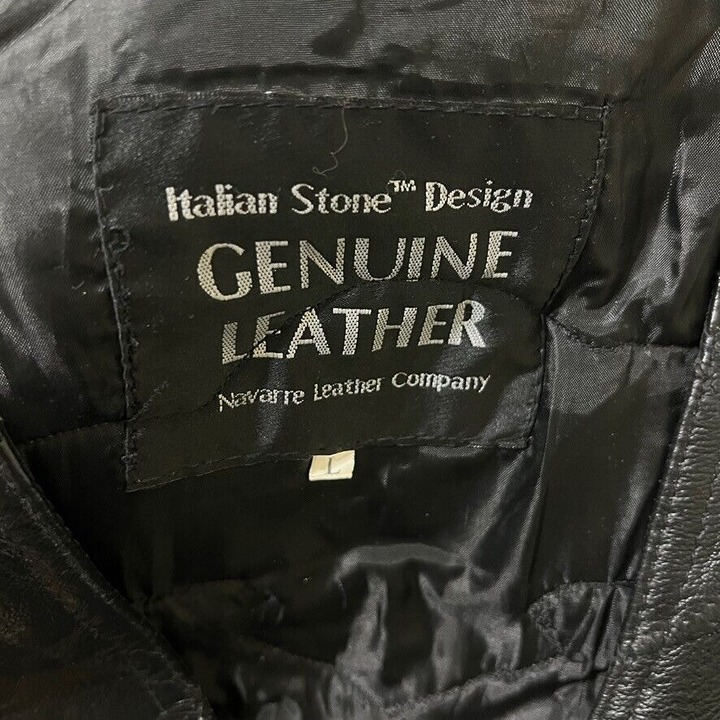 Italian Stone™ Design
GENUINE
LEATHER
Navarre Leather Company
L